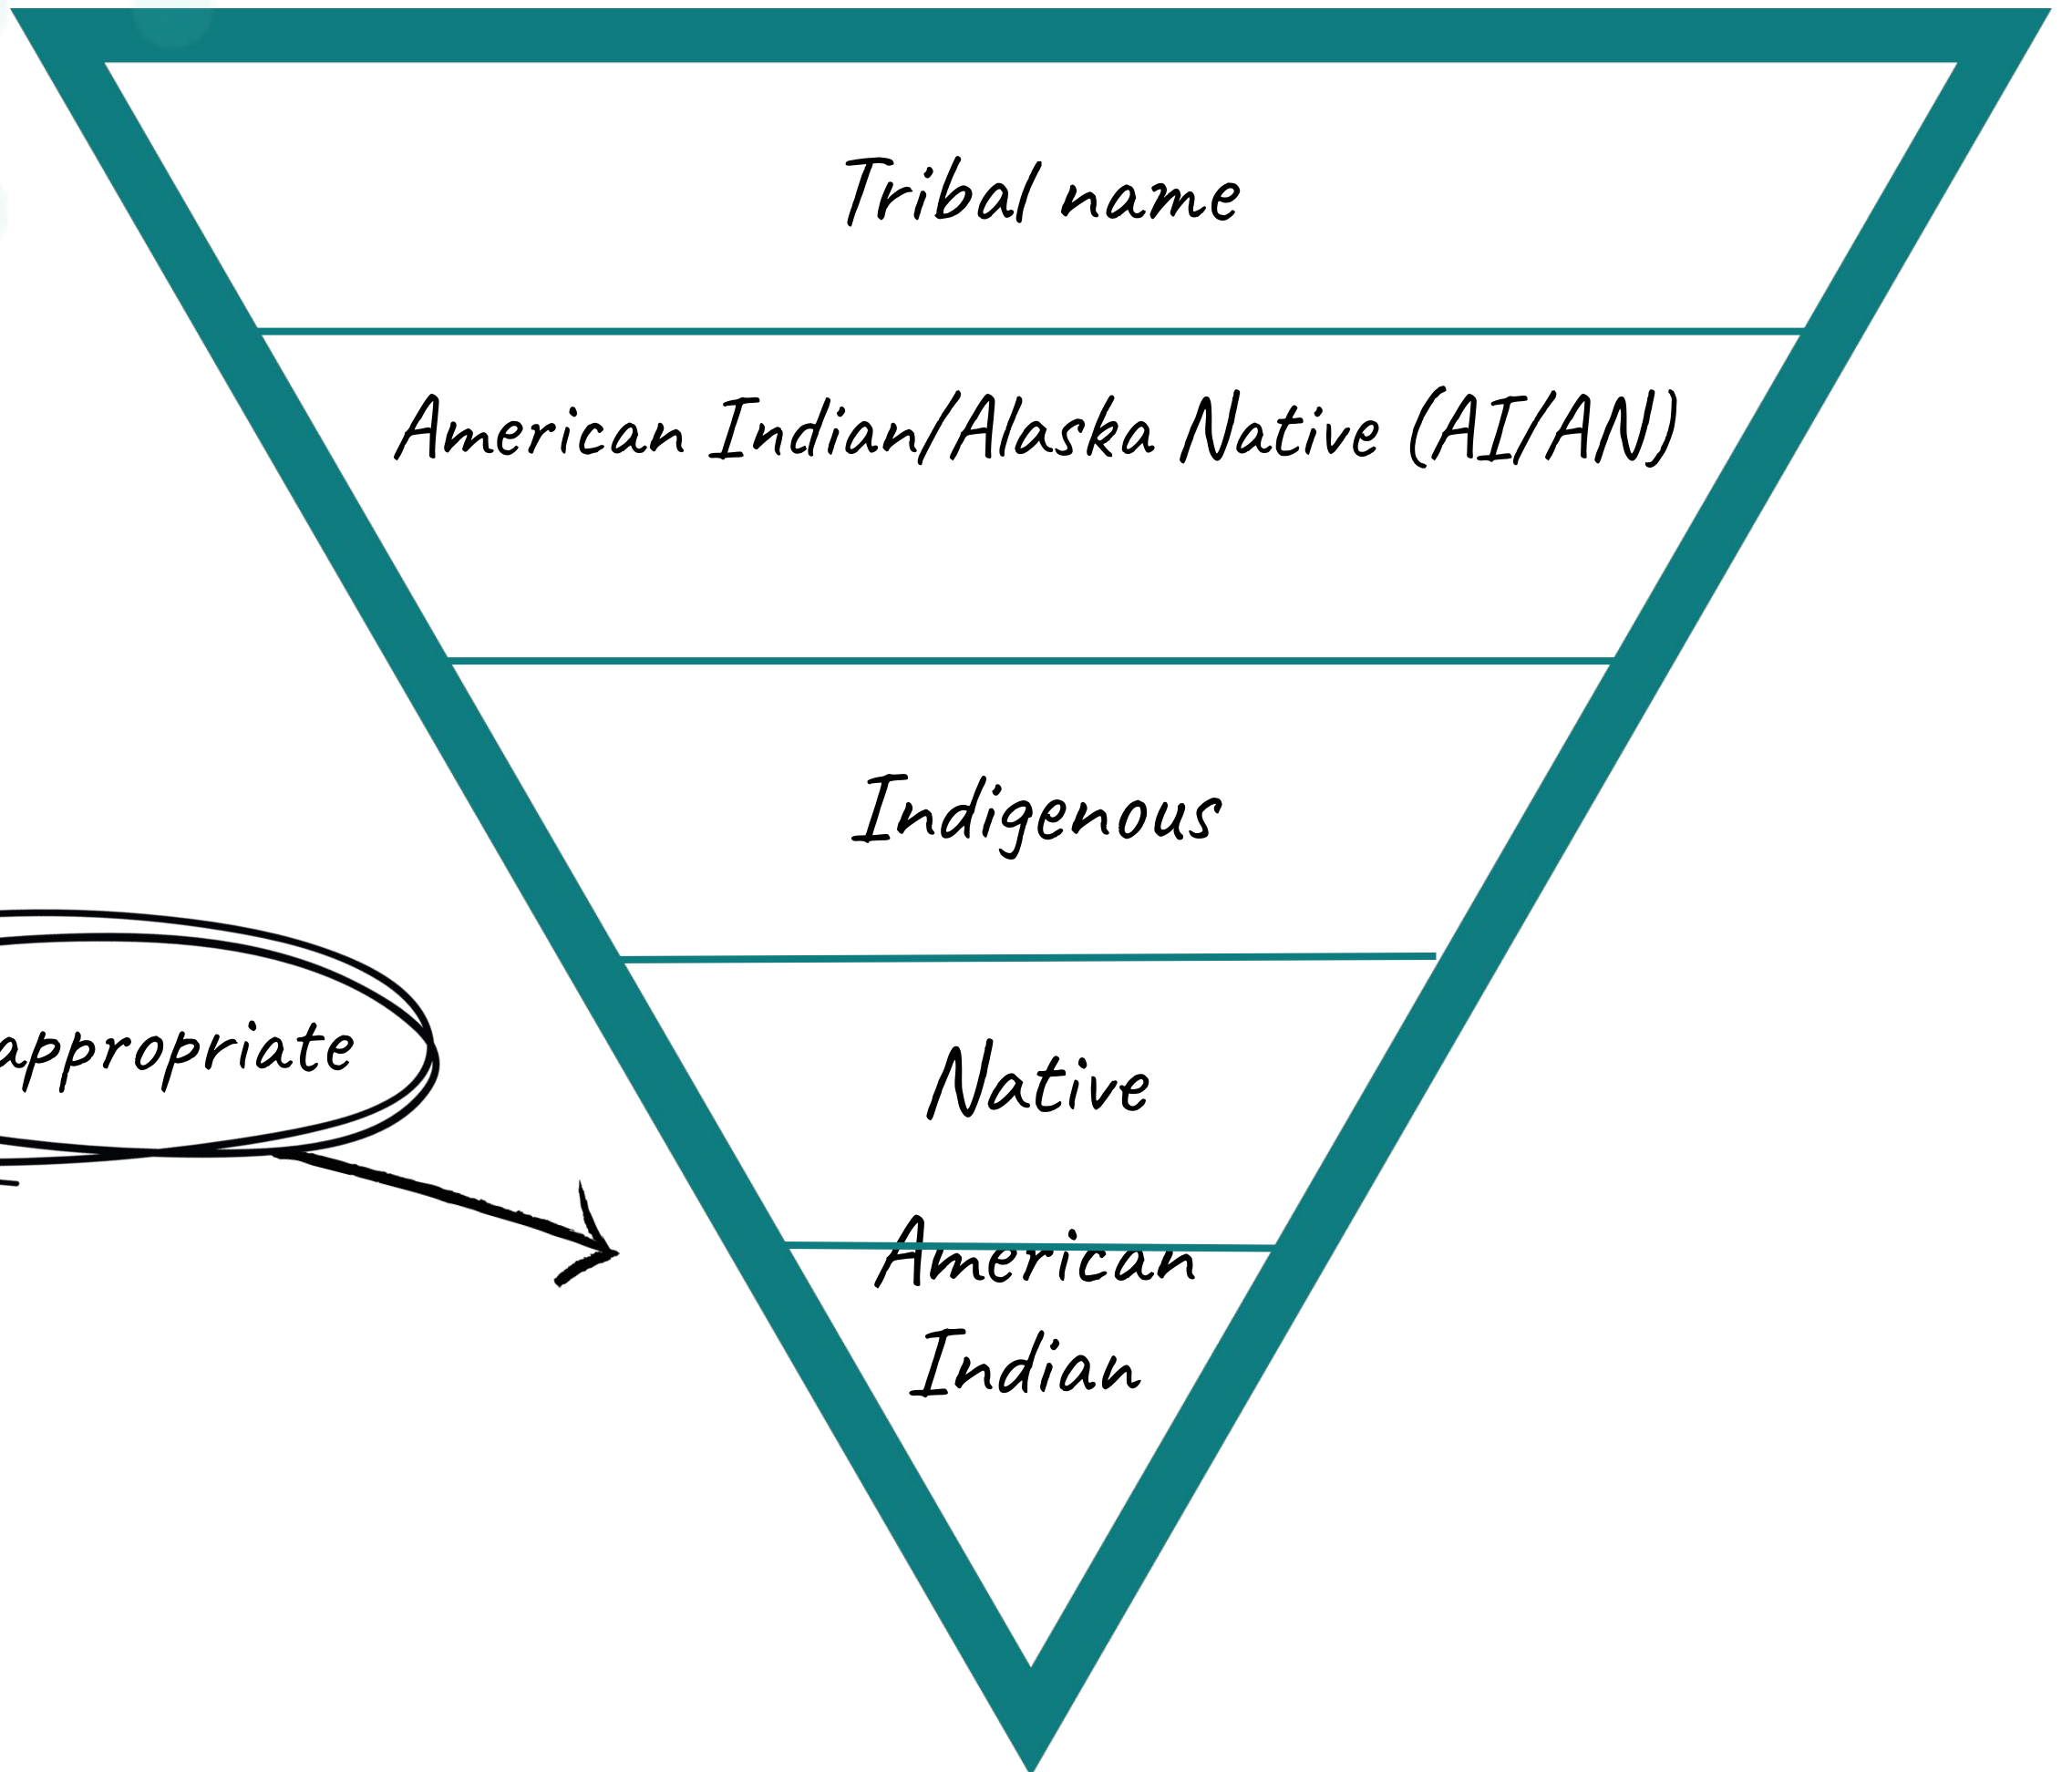 Tribal name
American Indian/Alaska Native (AI/AN)
Indigenous
appropriate
Native
American
Indian